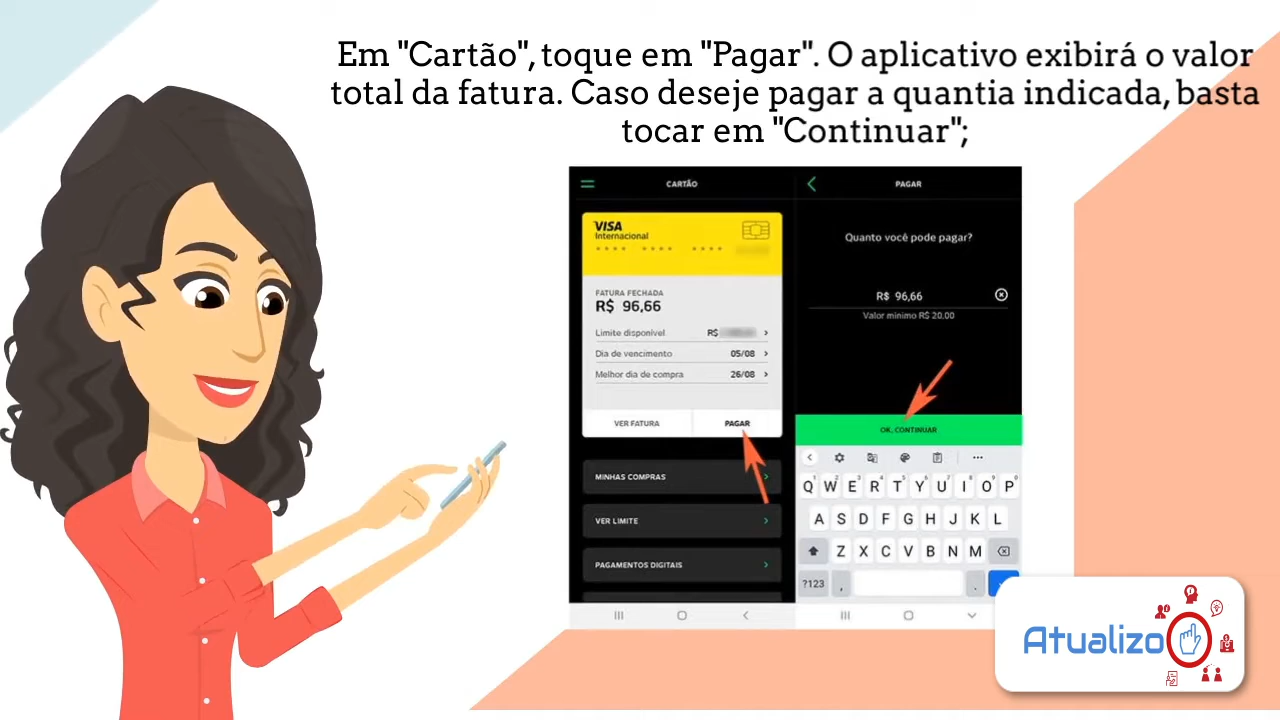 Em "Cartão", toque em "Pagar". O aplicativo exibirá o valor
total da fatura. Caso deseje pagar a quantia indicada, basta
tocar em "Continuar";
CARTÃO
VISA
Internacional
FATURA FECHADA
R$ 96,66
Limite disponível R$
Dia de vencimento 05/08
Melhor dia de compra 26/08
VER FATURA PAGAR
MINHAS COMPRAS
VER LIMITE
PAGAMENTOS DIGITAIS
PAGAR
Quanto você pode pagar?
R$ 96,66
Valor mínimo R$ 20,00
OK, CONTINUAR
Q W E R T Y U I O P
A S D F G H J K L
Z X C V B N M
?123 , .
Atualizo